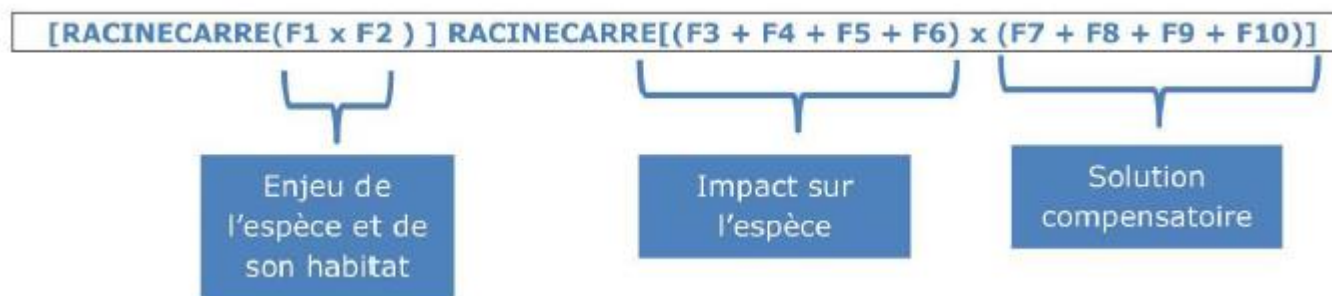 [RACINECARRE(F1 x F2 ) ] RACINECARRE[(F3 + F4 + F5 + F6) x (F7 + F8 + F9 + F10)]
Enjeu de
l'espèce et de
son habitat
Impact sur
l'espèce
Solution
compensatoire